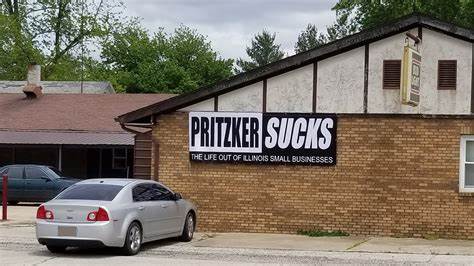 PRITZKER SUCKS
THE LIFE OUT OF ILLINOIS SMALL BUSINESSES